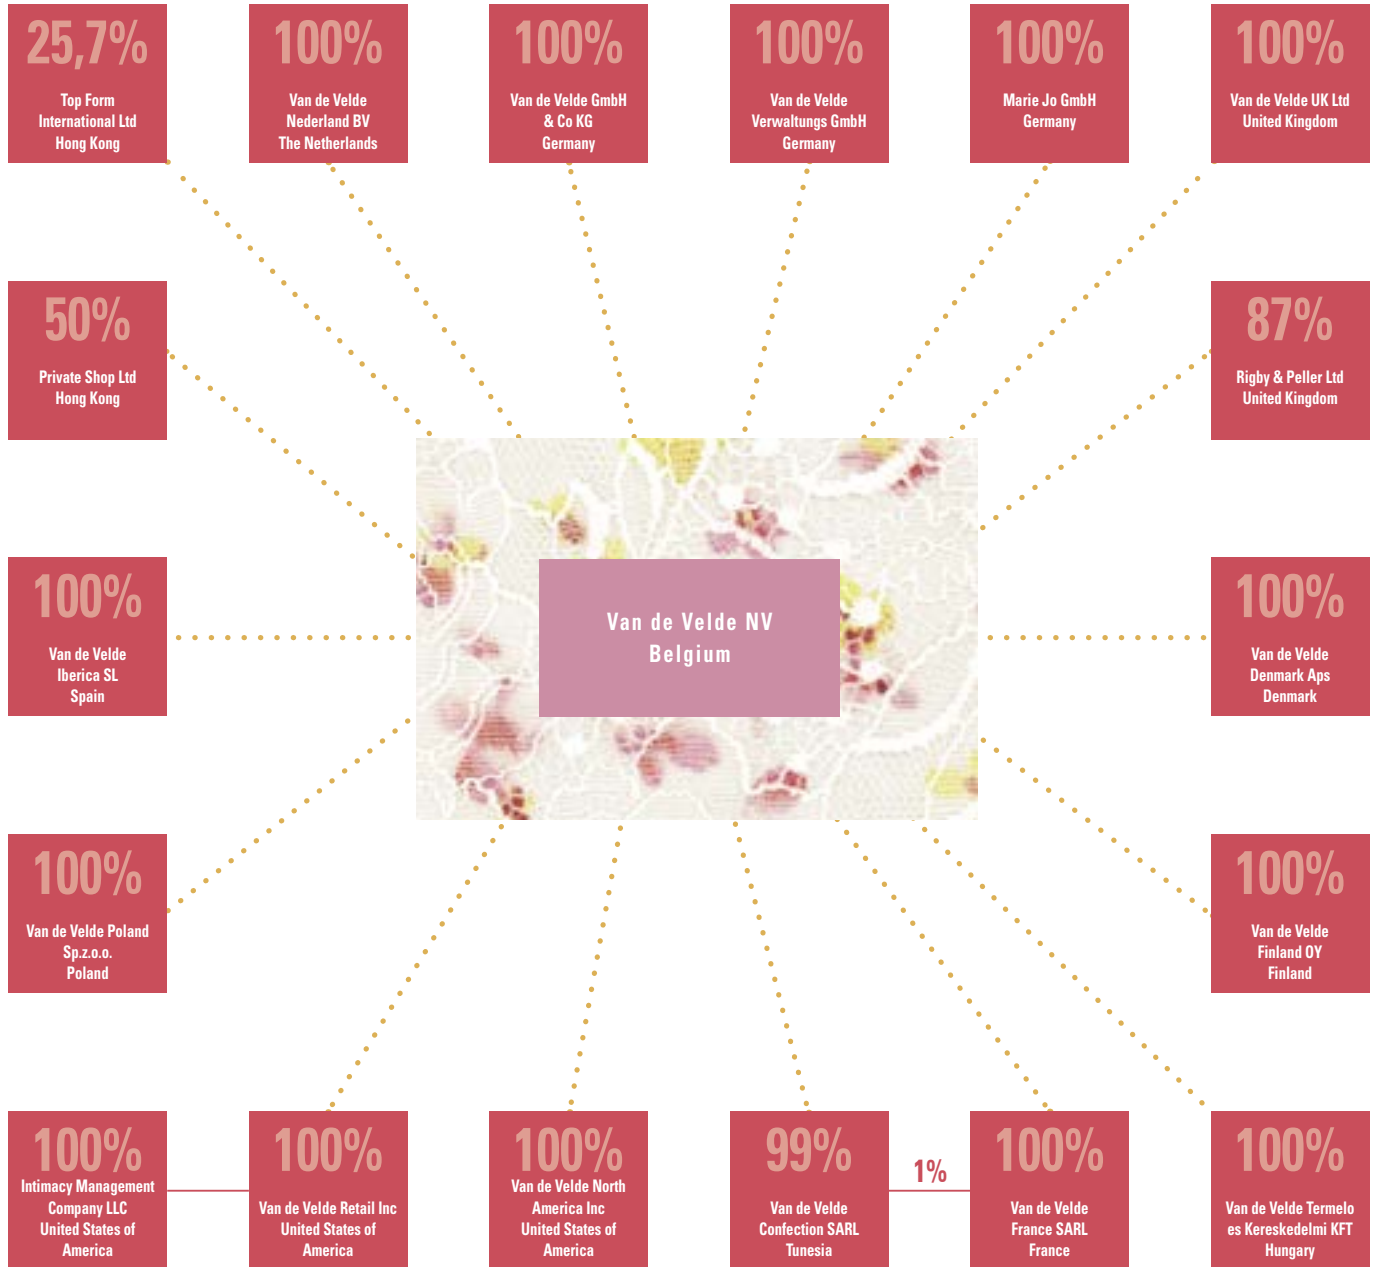 25,7%
Top Form
International Ltd
Hong Kong
100%
Van de Velde
Nederland BV
The Netherlands
100%
Van de Velde GmbH
& Co KG
Germany
100%
Van de Velde
Verwaltungs GmbH
Germany
100%
Marie Jo GmbH
Germany
100%
Van de Velde UK Ltd
United Kingdom
50%
Private Shop Ltd
Hong Kong
87%
Rigby & Peller Ltd
United Kingdom
100%
Van de Velde
Iberica SL
Spain
Van de Velde NV
Belgium
100%
Van de Velde
Denmark Aps
Denmark
100%
Van de Velde Poland
Sp.z.o.o.
Poland
100%
Van de Velde
Finland OY
Finland
100%
Intimacy Management
Company LLC
United States of
America
100%
Van de Velde Retail Inc
United States of
America
100%
Van de Velde North
America Inc
United States of
America
99%
Van de Velde
Confection SARL
Tunesia
1%
100%
Van de Velde
France SARL
France
100%
Van de Velde Termelo
es Kereskedelmi KFT
Hungary